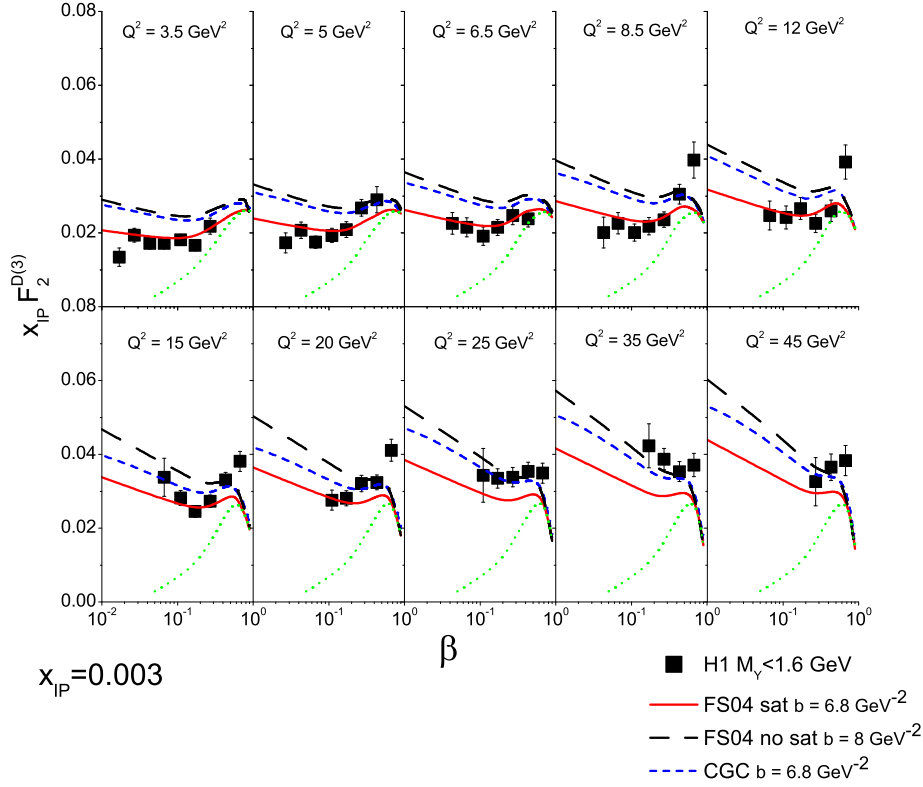 0.08
Q² = 3.5 GeV² Q² = 5 GeV² Q² = 6.5 GeV² Q² = 8.5 GeV² Q² = 12 GeV²
0.06
0.04
0.02
x_IP F₂^D(3)
0.08
Q² = 15 GeV² Q² = 20 GeV² Q² = 25 GeV² Q² = 35 GeV² Q² = 45 GeV²
0.06
0.04
0.02
0.00
10⁻² 10⁻¹ 10⁰ 10⁻¹ 10⁰ 10⁻¹ 10⁰ 10⁻¹ 10⁰ 10⁻¹ 10⁰
β
x_IP=0.003
H1 M_Y<1.6 GeV
FS04 sat b = 6.8 GeV⁻²
FS04 no sat b = 8 GeV⁻²
CGC b = 6.8 GeV⁻²